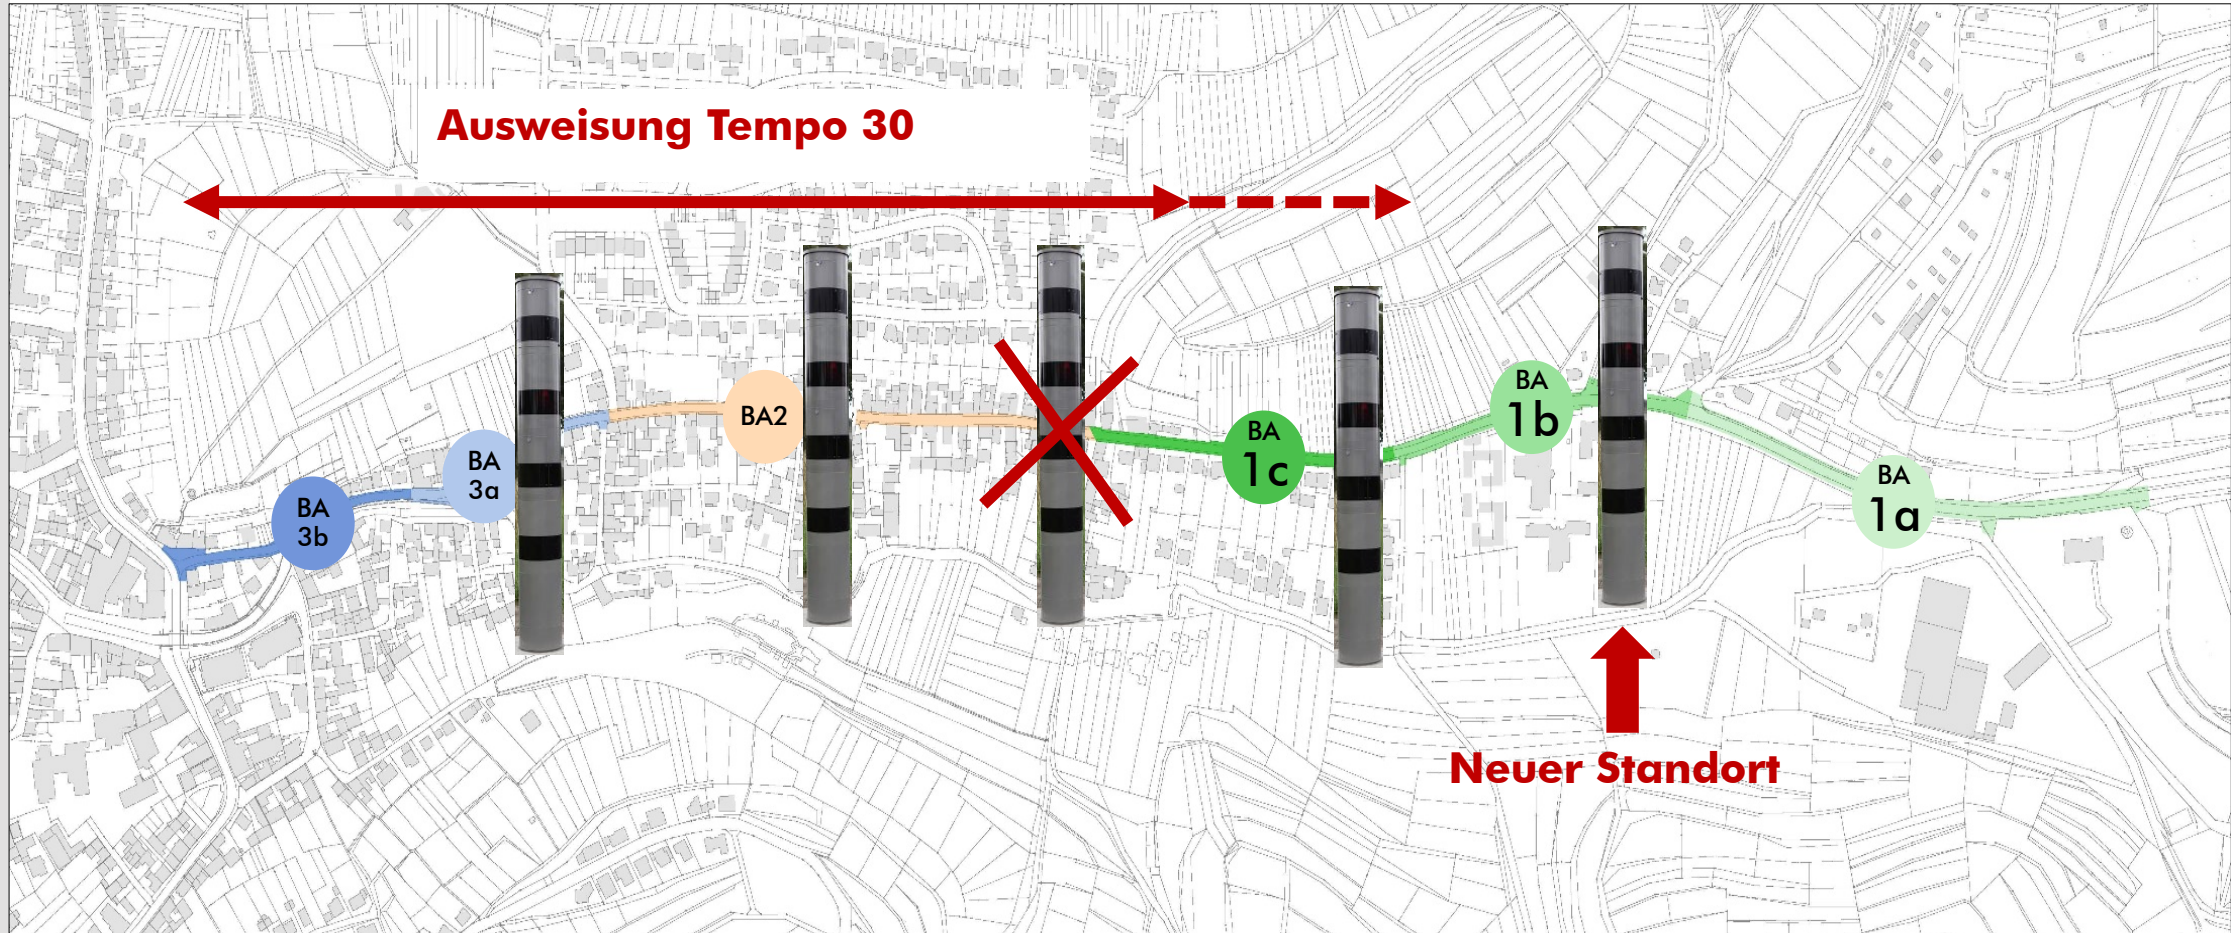 Ausweisung Tempo 30
BA
3b
BA
3a
BA2
BA
1c
BA
1b
BA
1a
Neuer Standort